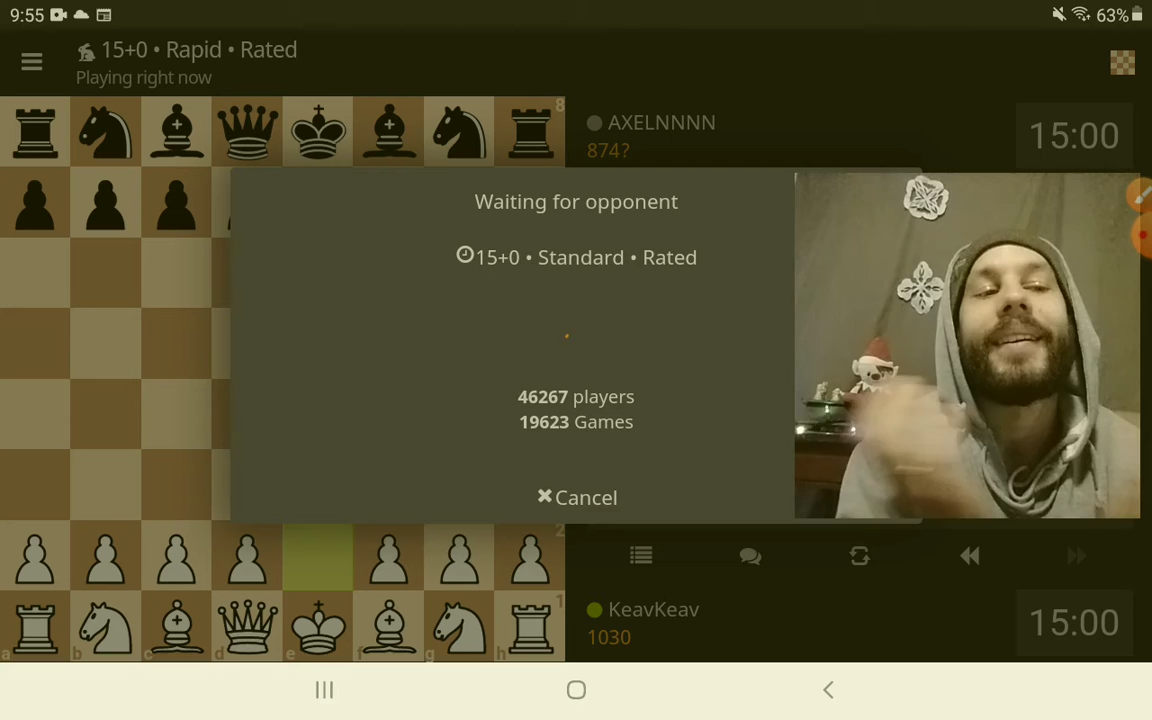 9:55
63%
15+0 • Rapid • Rated
Playing right now
8
AXELNNNN
874?
15:00
Waiting for opponent
15+0 • Standard • Rated
46267 players
19623 Games
Cancel
2
KeavKeav
1030
15:00
1
a b c d e f g h